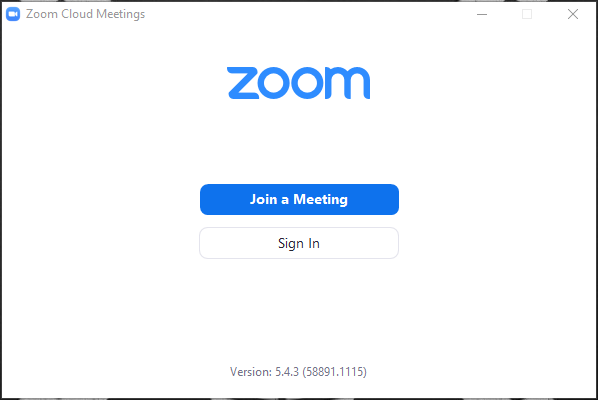 Zoom Cloud Meetings
zoom
Join a Meeting
Sign In
Version: 5.4.3 (58891.1115)